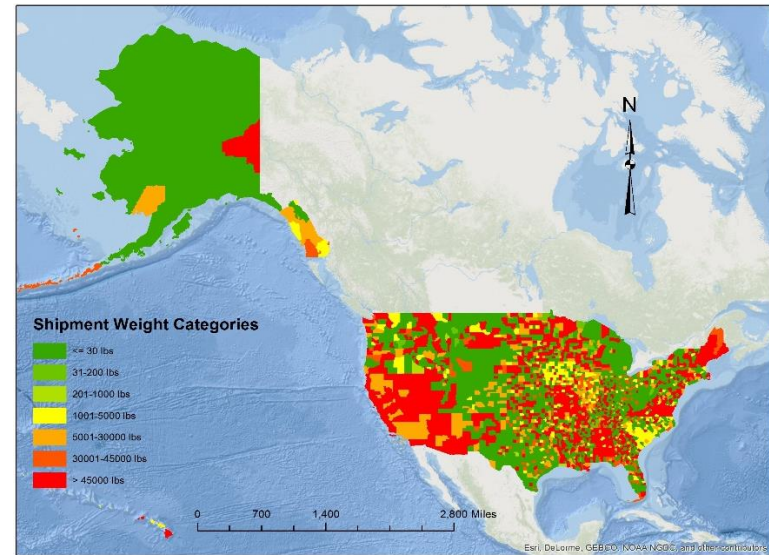 N
Shipment Weight Categories
<= 30 lbs
31-200 lbs
201-1000 lbs
1001-5000 lbs
5001-30000 lbs
30001-45000 lbs
> 45000 lbs
0 700 1,400 2,800 Miles
Esri, DeLorme, GEBCO, NOAA NGDC, and other contributors